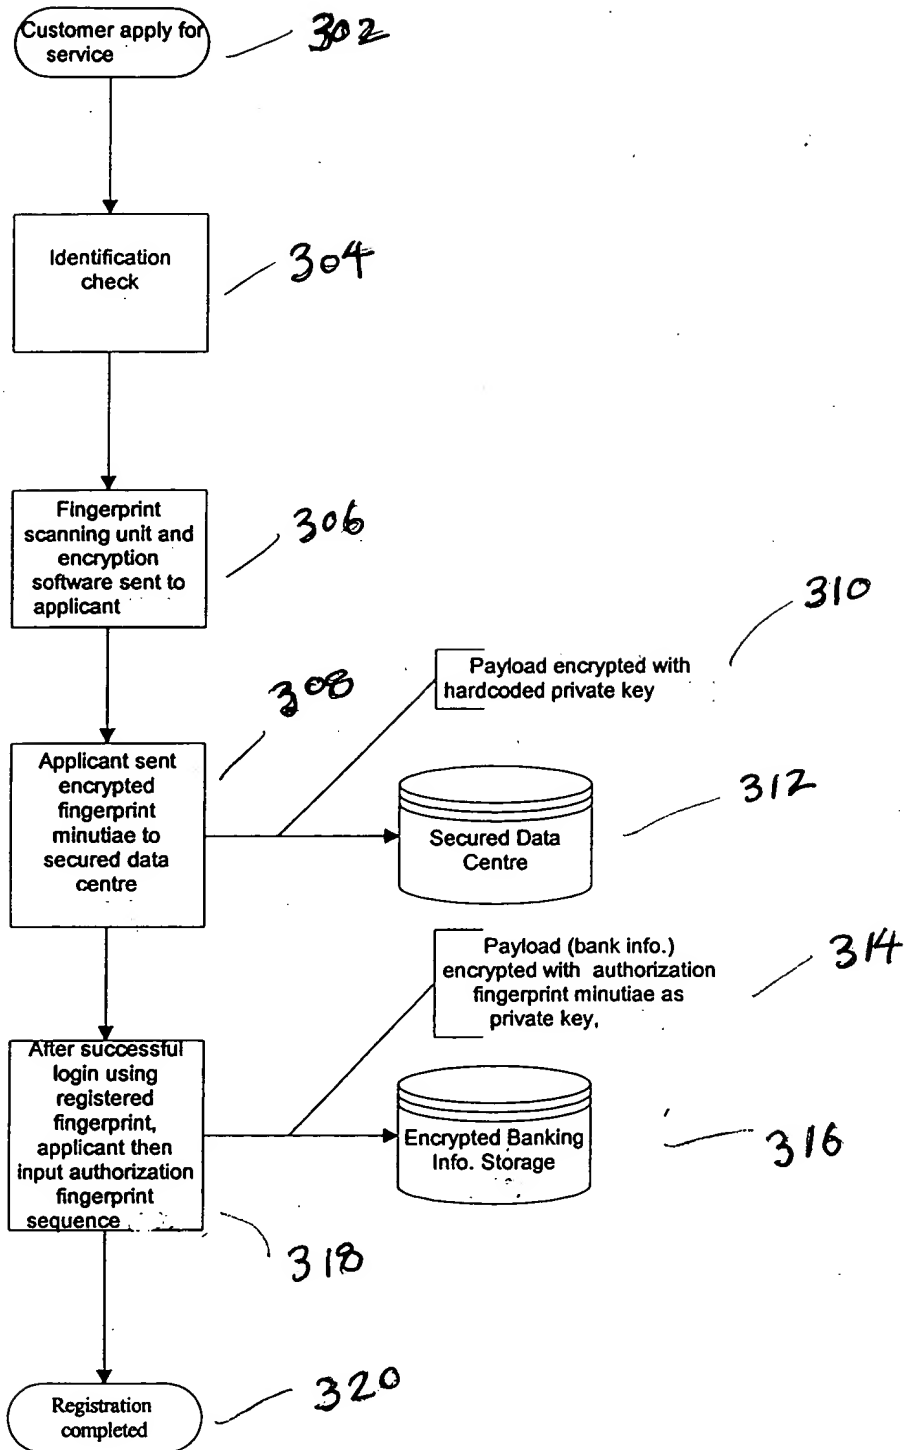 Customer apply for
service
302
Identification
check
304
Fingerprint
scanning unit and
encryption
software sent to
applicant
306
310
Payload encrypted with
hardcoded private key
308
Applicant sent
encrypted
fingerprint
minutiae to
secured data
centre
312
Secured Data
Centre
Payload (bank info.)
encrypted with authorization
fingerprint minutiae as
private key,
314
After successful
login using
registered
fingerprint,
applicant then
input authorization
fingerprint
sequence
Encrypted Banking
Info. Storage
316
318
Registration
completed
320